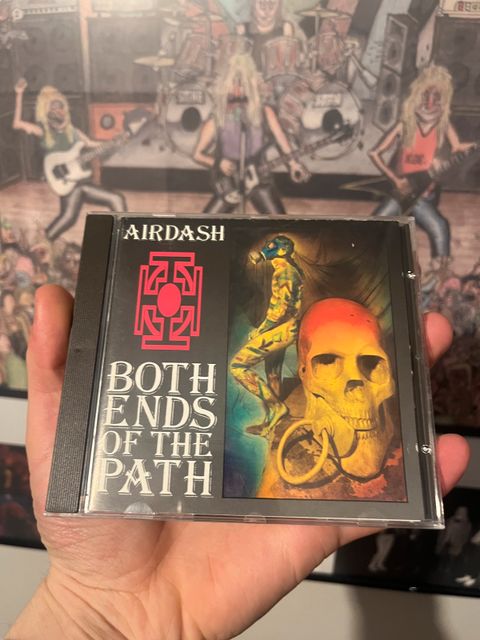 AIRDASH
BOTH
ENDS
OF THE
PATH